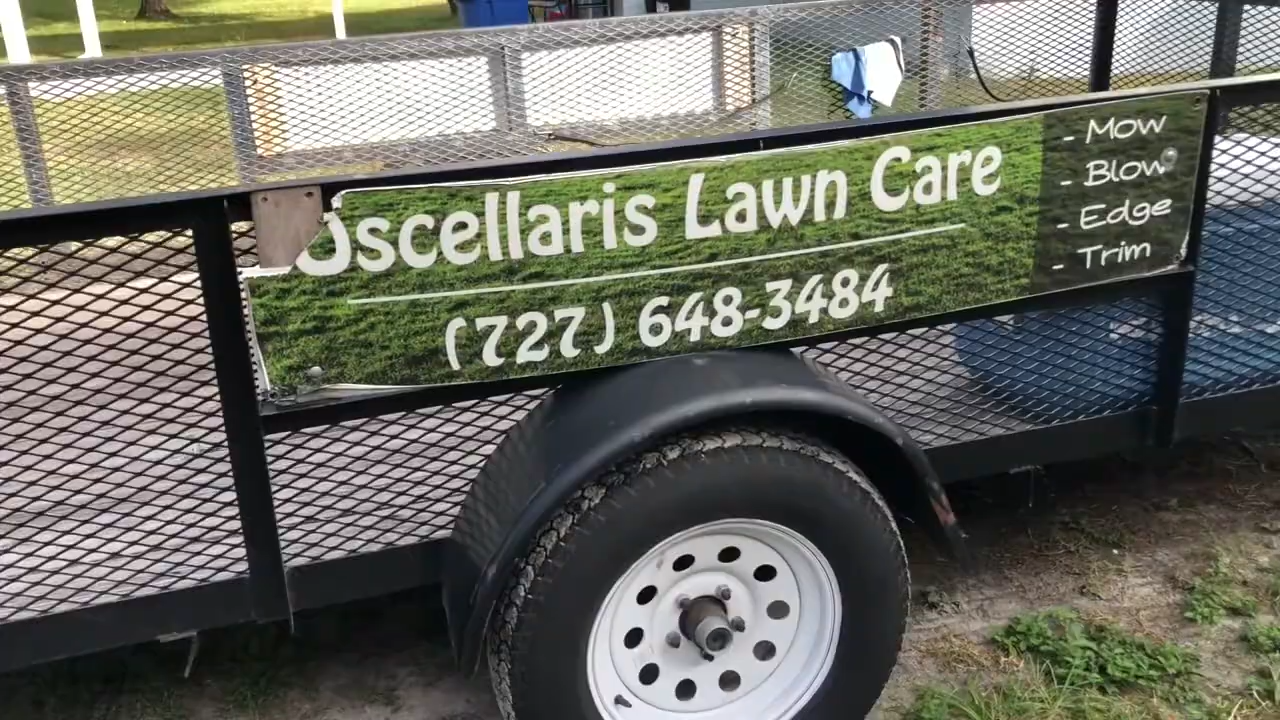 Oscellaris Lawn Care
(727) 648-3484
- Mow
- Blow
- Edge
- Trim